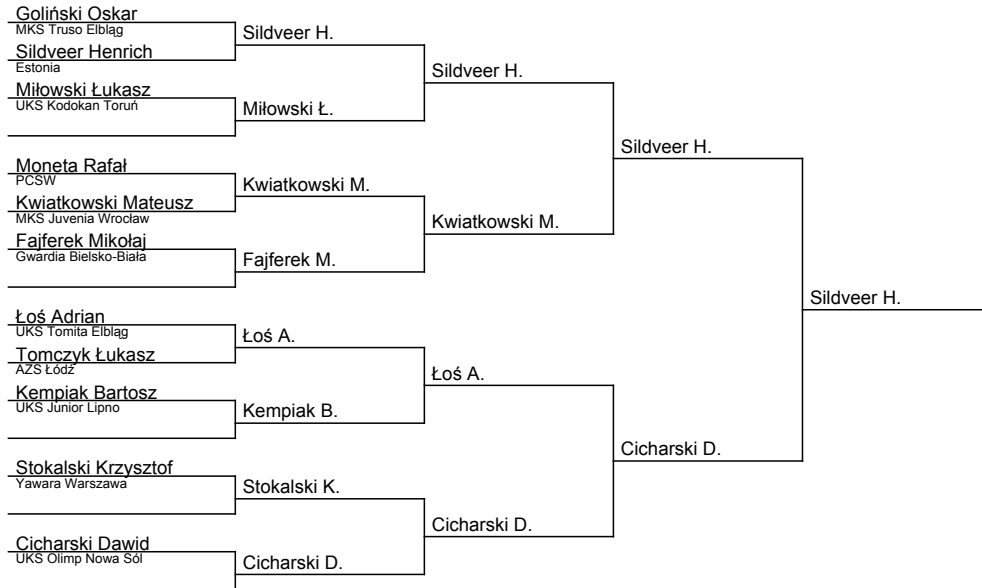 Goliński Oskar
MKS Truso Elbląg
Sildveer Henrich
Estonia
Miłowski Łukasz
UKS Kodokan Toruń
Moneta Rafał
PCSW
Kwiatkowski Mateusz
MKS Juvenia Wrocław
Fajferek Mikołaj
Gwardia Bielsko-Biała
Łoś Adrian
UKS Tomita Elbląg
Tomczyk Łukasz
AZS Łódź
Kempiak Bartosz
UKS Junior Lipno
Stokalski Krzysztof
Yawara Warszawa
Cicharski Dawid
UKS Olimp Nowa Sól
Sildveer H.
Miłowski Ł.
Kwiatkowski M.
Fajferek M.
Łoś A.
Kempiak B.
Stokalski K.
Cicharski D.
Sildveer H.
Kwiatkowski M.
Łoś A.
Cicharski D.
Sildveer H.
Cicharski D.
Sildveer H.